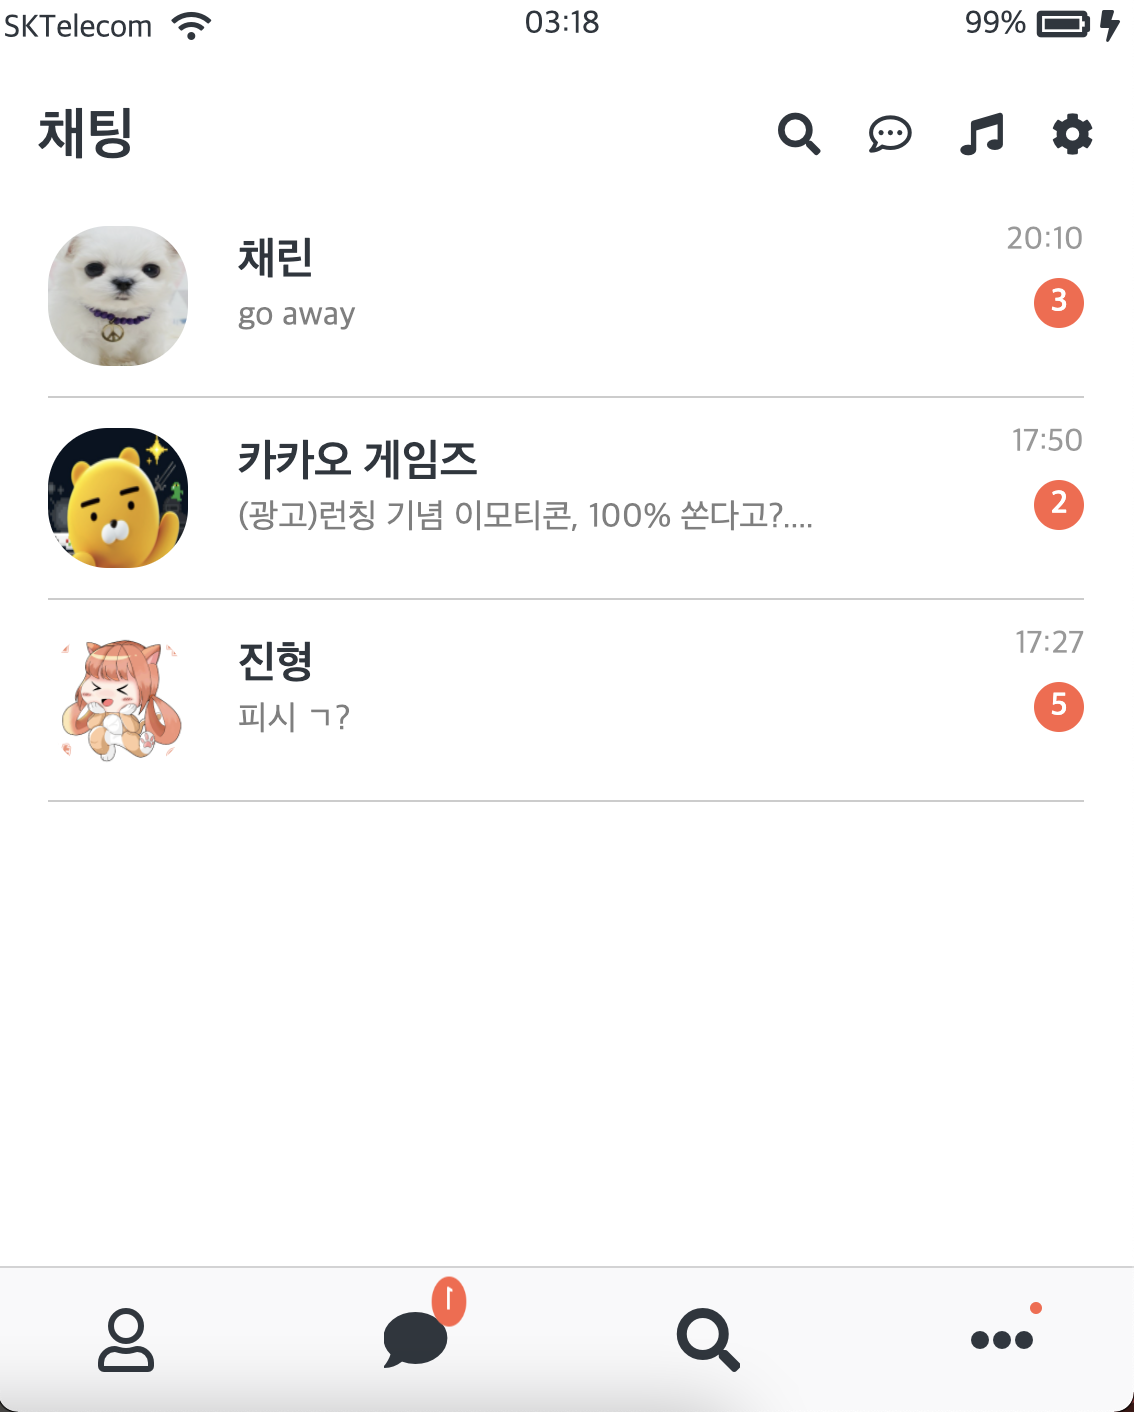 SKTelecom 03:18 99%
채팅
채린 20:10
go away 3
카카오 게임즈 17:50
(광고)런칭 기념 이모티콘, 100% 쏜다고?.... 2
진형 17:27
피시 ㄱ? 5
1